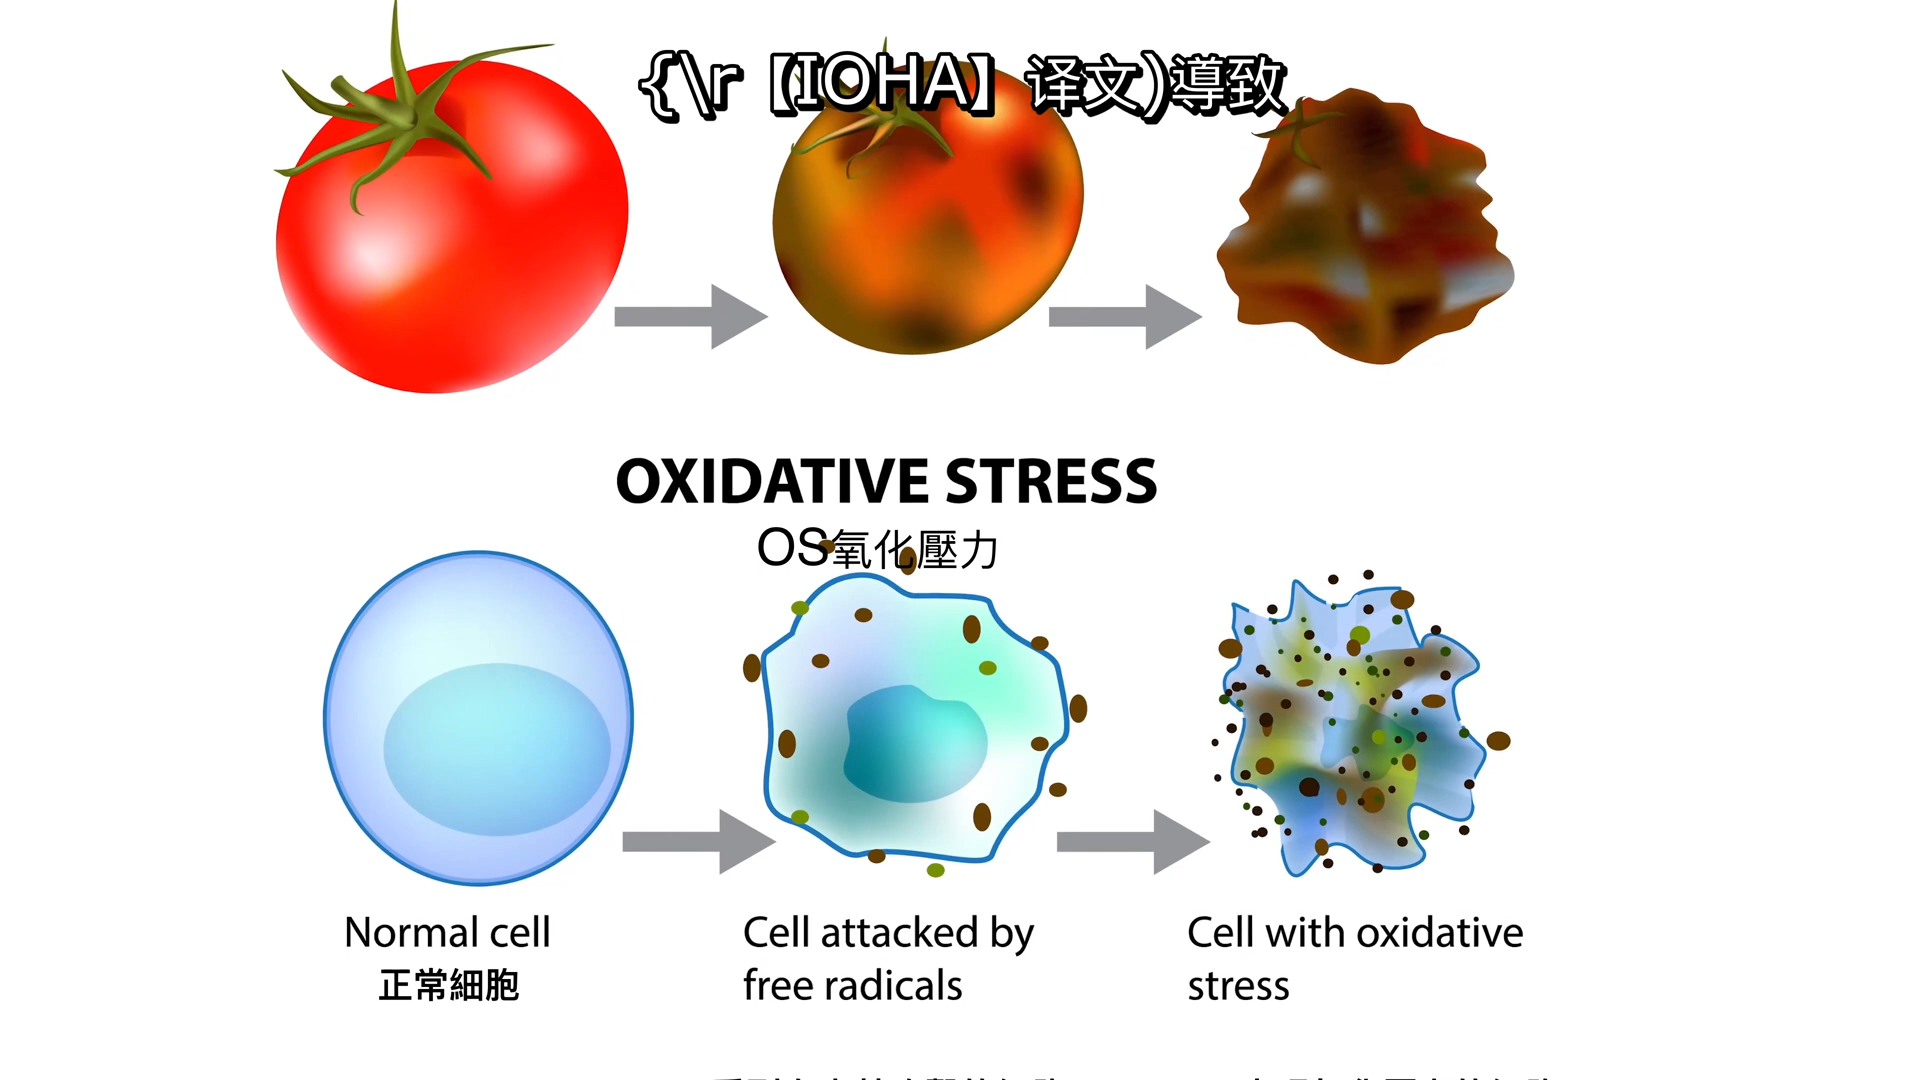 {\r【IOHA】译文)導致
OXIDATIVE STRESS
OS氧化壓力
Normal cell
正常細胞
Cell attacked by
free radicals
Cell with oxidative
stress